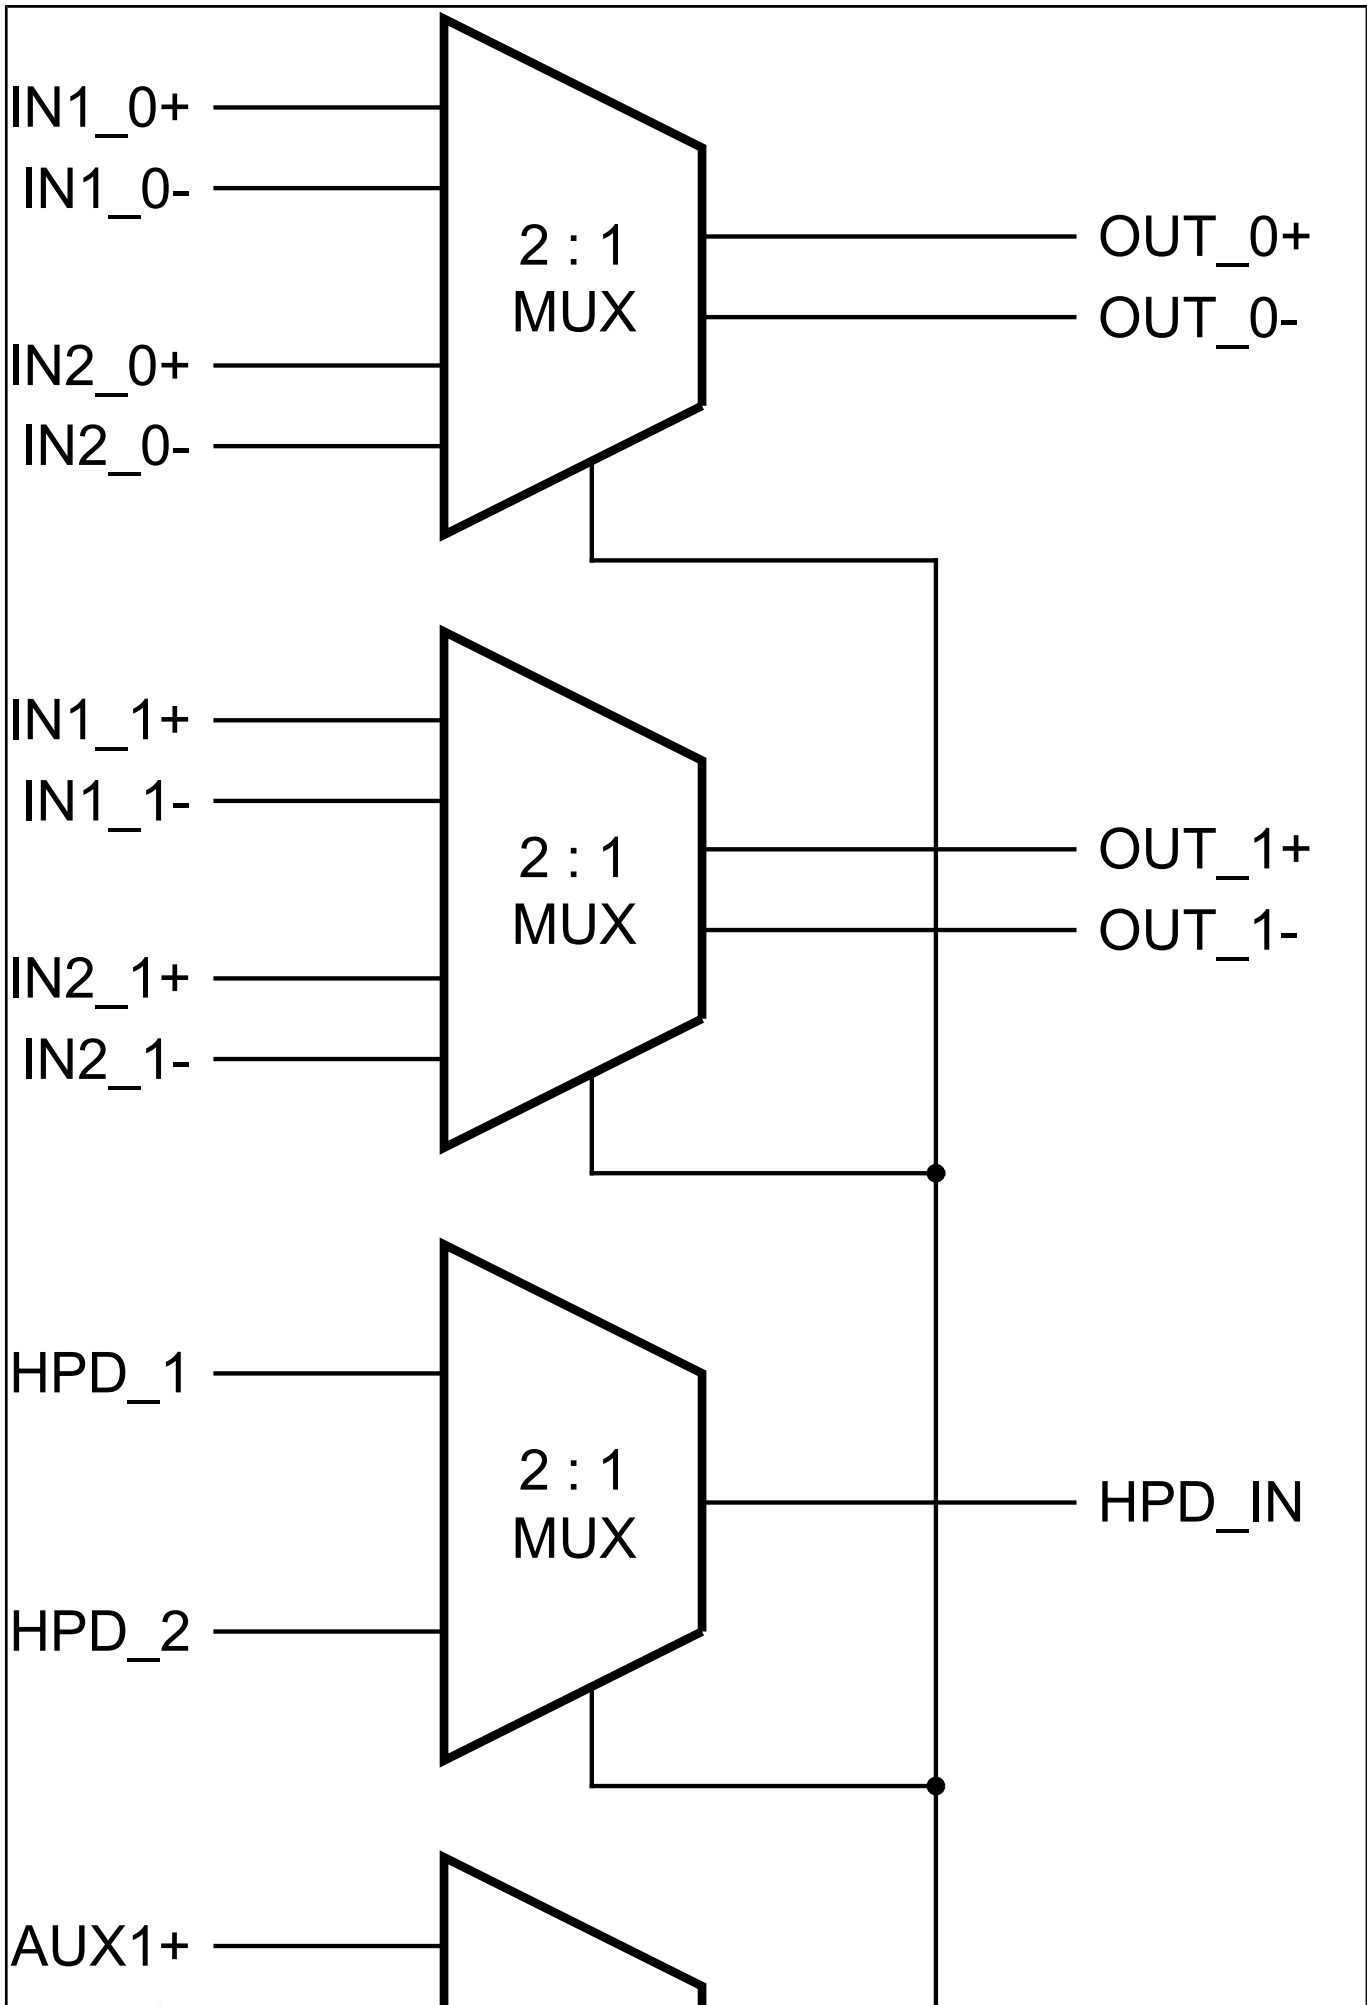 IN1_0+
IN1_0-
2 : 1
MUX
OUT_0+
OUT_0-
IN2_0+
IN2_0-
IN1_1+
IN1_1-
2 : 1
MUX
OUT_1+
OUT_1-
IN2_1+
IN2_1-
HPD_1
2 : 1
MUX
HPD_IN
HPD_2
AUX1+